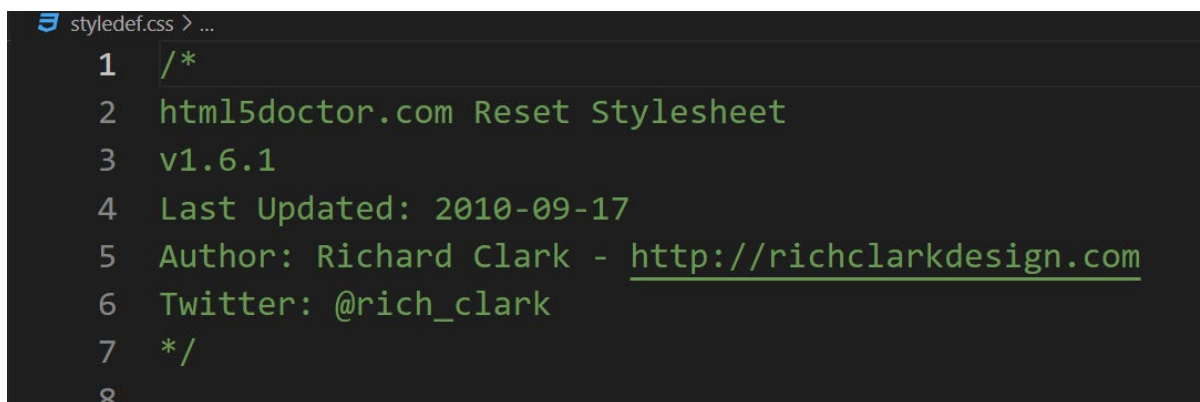 styledef.css > ...
1 /*
2 html5doctor.com Reset Stylesheet
3 v1.6.1
4 Last Updated: 2010-09-17
5 Author: Richard Clark - http://richclarkdesign.com
6 Twitter: @rich_clark
7 */
8